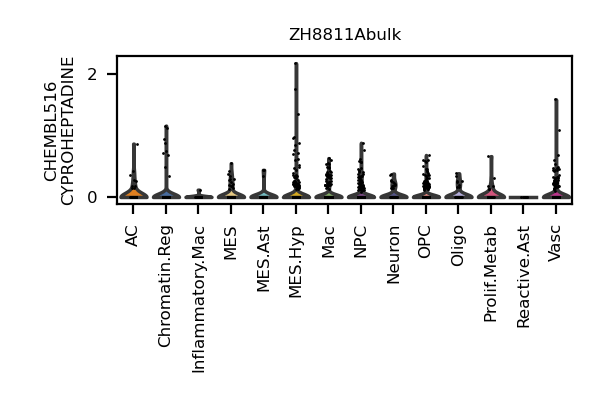 ZH8811Abulk
CHEMBL516
CYPROHEPTADINE
2
0
AC
Chromatin.Reg
Inflammatory.Mac
MES
MES.Ast
MES.Hyp
Mac
NPC
Neuron
OPC
Oligo
Prolif.Metab
Reactive.Ast
Vasc